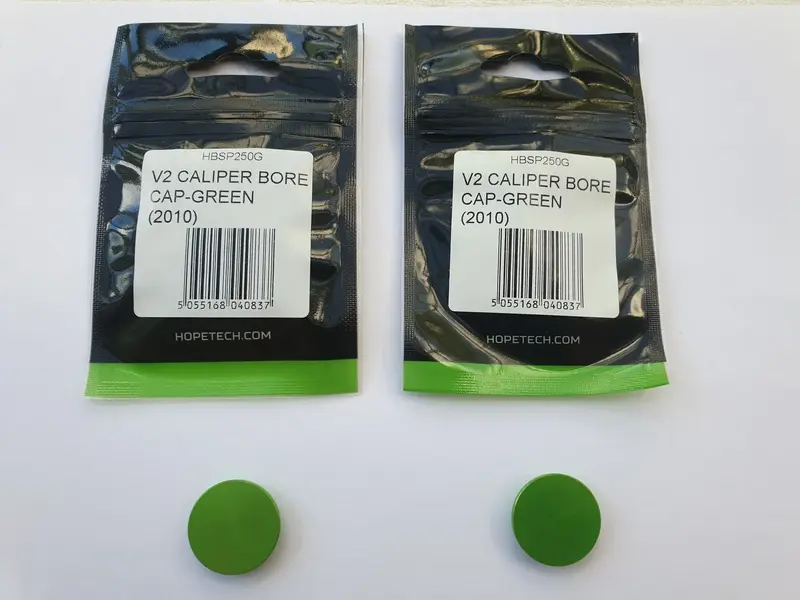 HBSP250G
V2 CALIPER BORE
CAP-GREEN
(2010)
5 055168 040837
HOPETECH.COM
HBSP250G
V2 CALIPER BORE
CAP-GREEN
(2010)
5 055168 040837
HOPETECH.COM